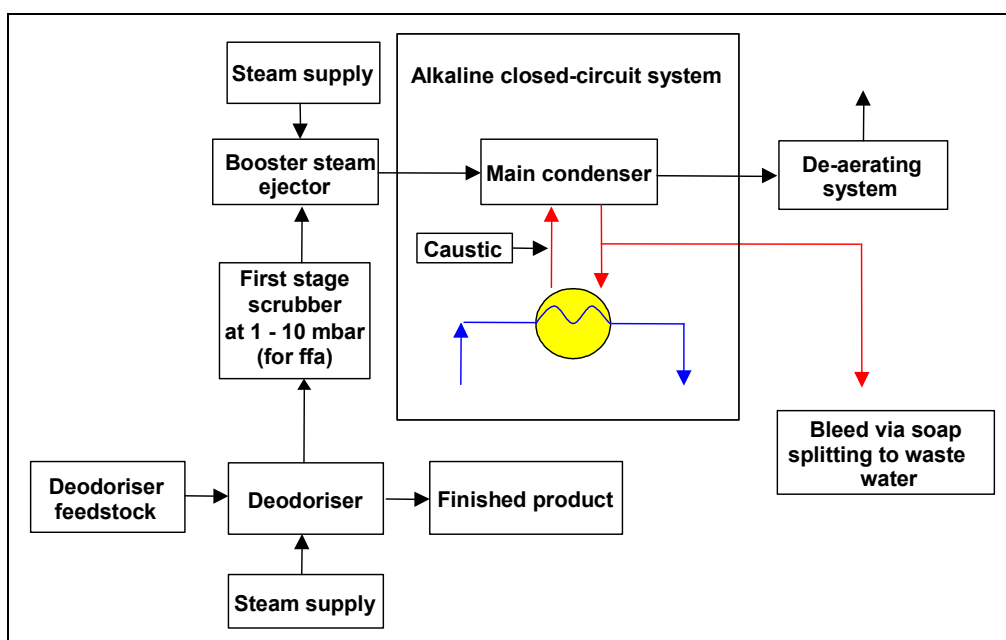 Steam supply
Alkaline closed-circuit system
Booster steam
ejector
Main condenser
De-aerating
system
Caustic
First stage
scrubber
at 1 - 10 mbar
(for ffa)
Bleed via soap
splitting to waste
water
Deodoriser
feedstock
Deodoriser
Finished product
Steam supply